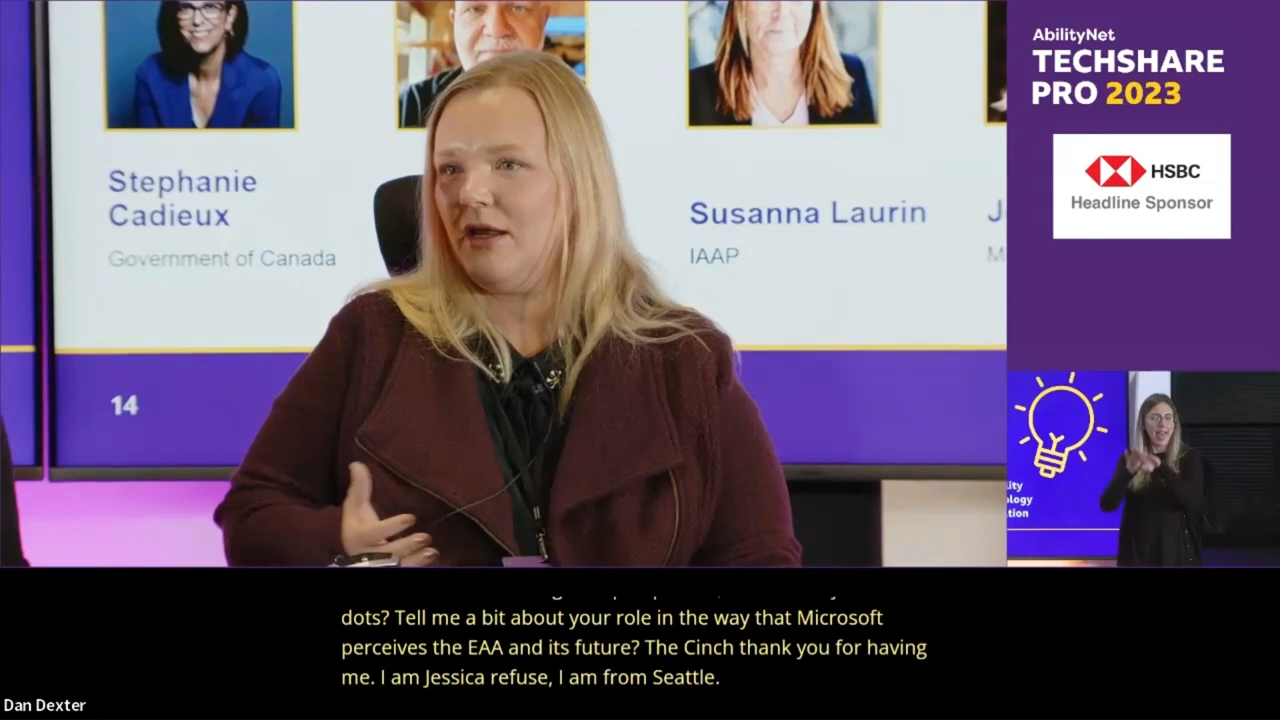 Stephanie
Cadieux
Government of Canada
Susanna Laurin
IAAP
14
AbilityNet
TECHSHARE
PRO 2023
HSBC
Headline Sponsor
dots? Tell me a bit about your role in the way that Microsoft
perceives the EAA and its future? The Cinch thank you for having
me. I am Jessica refuse, I am from Seattle.
Dan Dexter